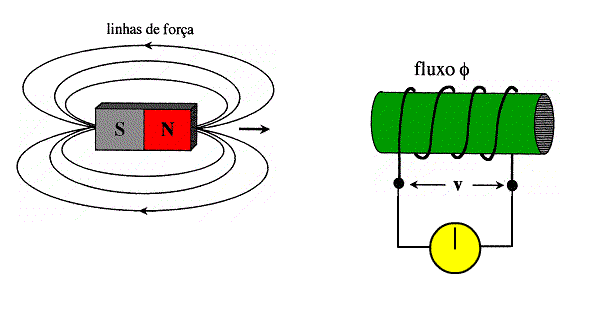 linhas de força
S N
fluxo ϕ
v